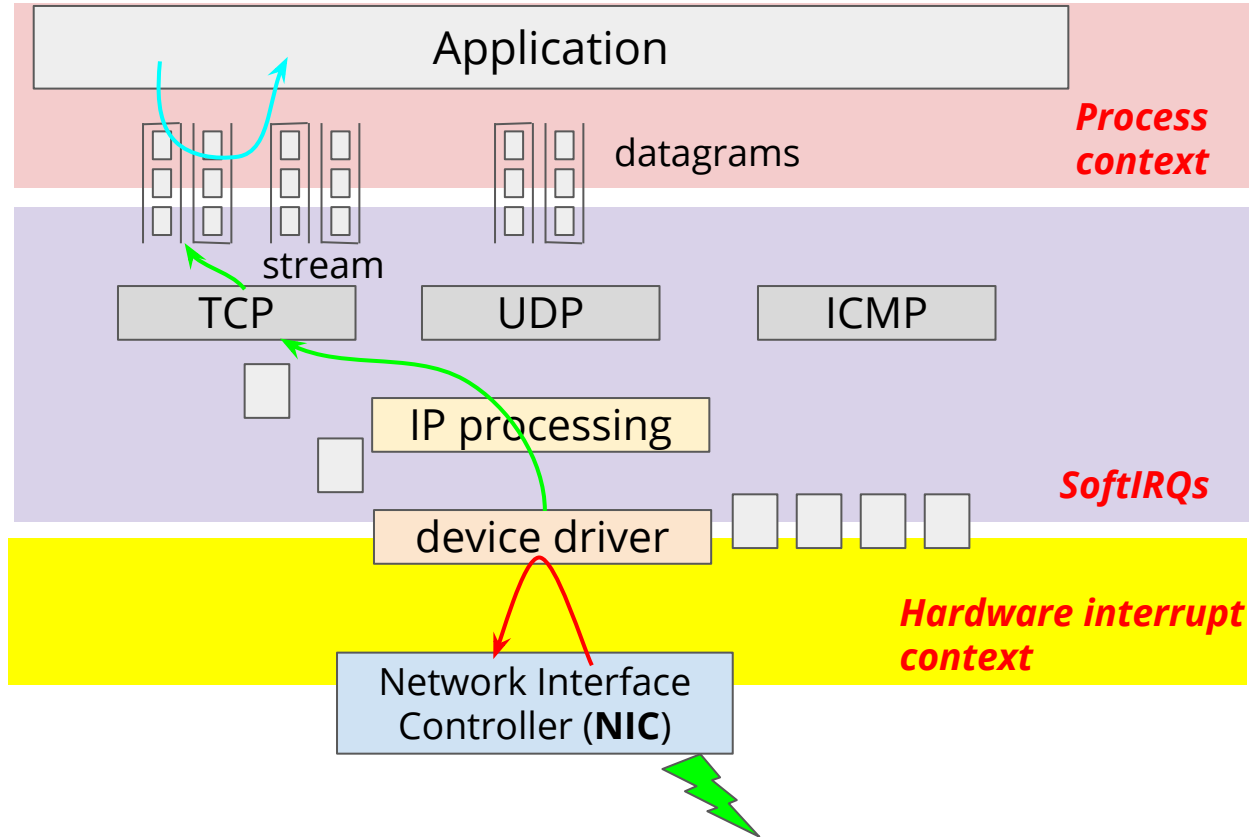 Application
Process
context
datagrams
stream
TCP
UDP
ICMP
IP processing
SoftIRQs
device driver
Hardware interrupt
context
Network Interface
Controller (NIC)